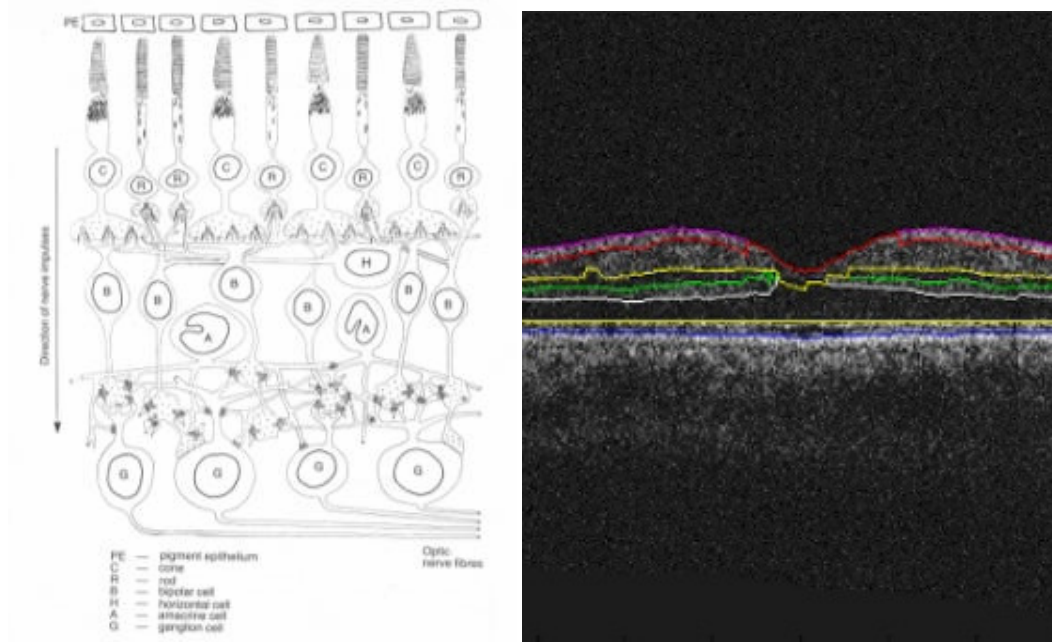 PE
C C C C
R R R R R
Direction of nerve impulses
H
B B B B B B
A A
G G G G
PE — pigment epithelium
C — cone
R — rod
B — bipolar cell
H — horizontal cell
A — amacrine cell
G — ganglion cell
Optic
nerve fibres